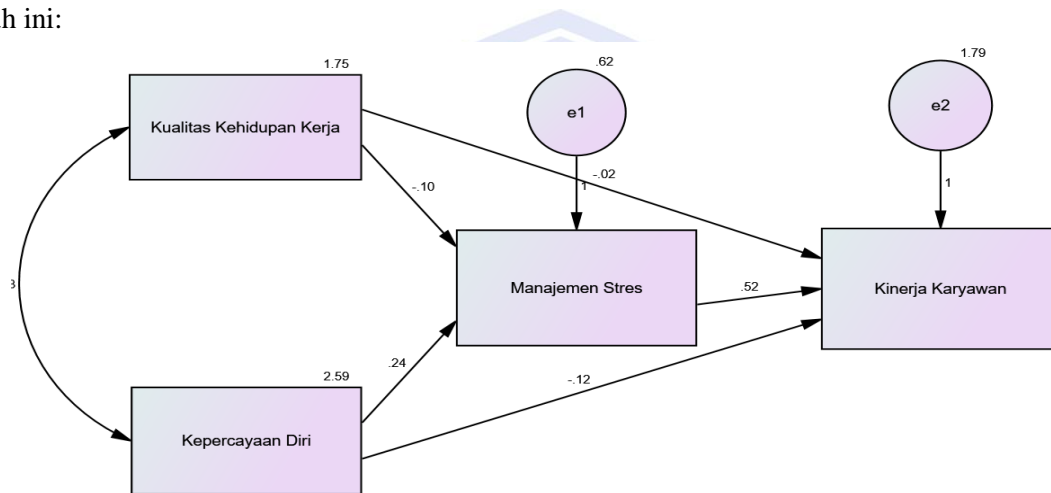 h ini:
1.75
.62
1.79
Kualitas Kehidupan Kerja
e1
e2
-.02
-.10
1
1
Manajemen Stres
.52
Kinerja Karyawan
.24
2.59
-.12
Kepercayaan Diri